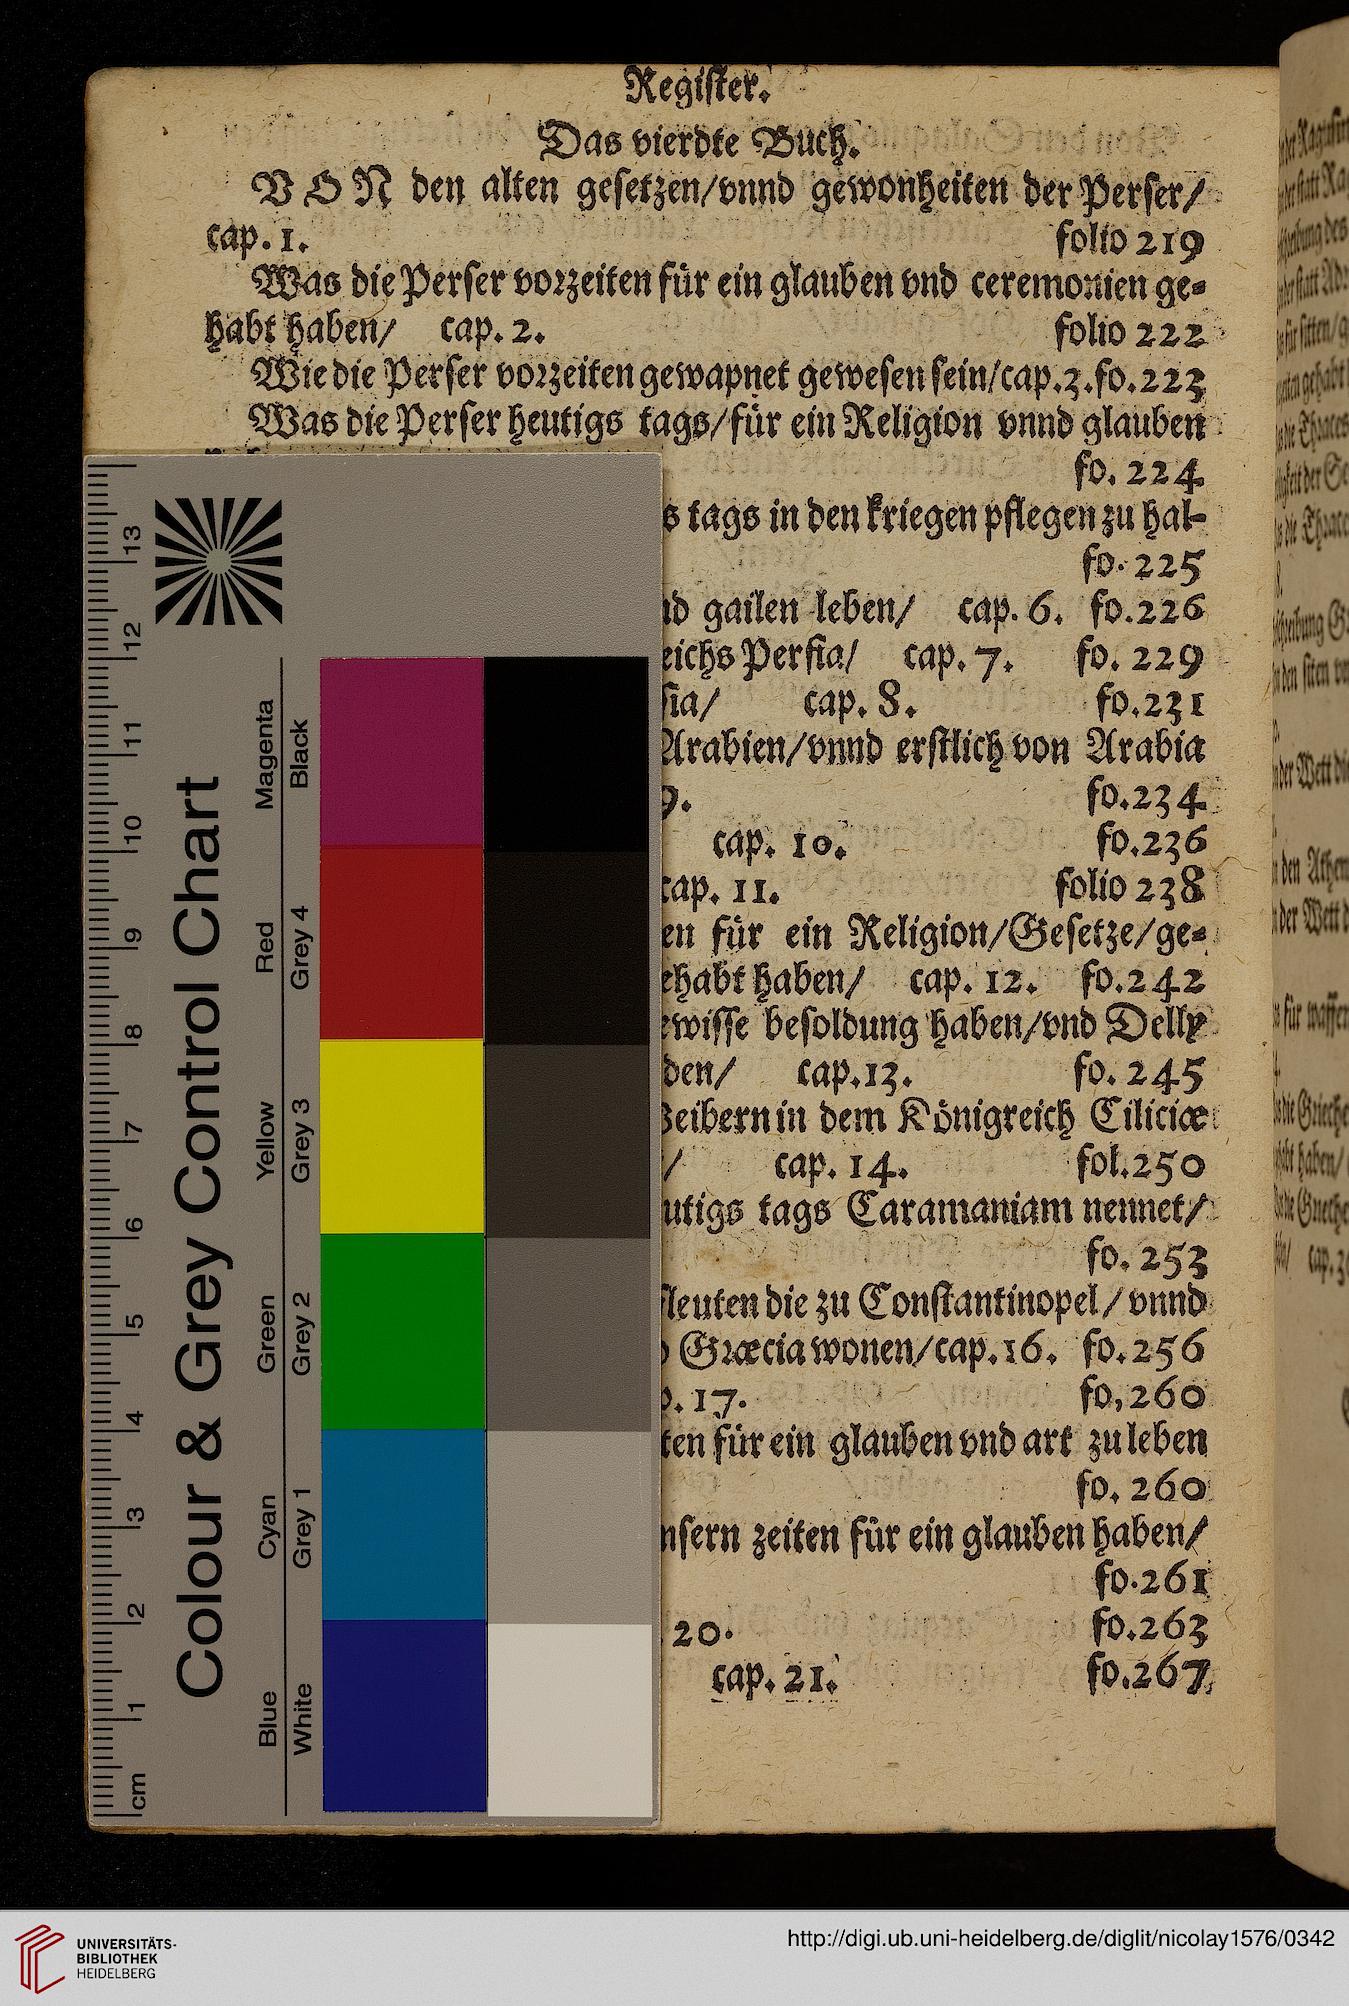 Register.
Das vierdte Buch.
VON den alten gesetzen/vnnd gewonheiten der Perser/
cap. 1. folio 219
Was die Perser vorzeiten für ein glauben vnd ceremonien ge=
habt haben/ cap. 2. folio 222
Wie die Perser vorzeiten gewapnet gewesen sein/cap.3.fo.223
Was die Perser heutigs tags/für ein Religion vnnd glauben
fo. 224
s tags in den kriegen pflegen zu hal-
fo. 225
nd gailen leben/ cap. 6. fo.226
eichs Persia/ cap. 7. fo. 229
sia/ cap. 8. fo.231
Arabien/vnnd erstlich von Arabia
9. fo.234
cap. 10. fo.236
cap. 11. folio 238
en für ein Religion/Gesetze/ge=
ehabt haben/ cap. 12. fo.242
ewisse besoldung haben/vnd Delly
den/ cap.13. fo. 245
eibern in dem Königreich Ciliciæ
/ cap. 14. fol.250
utigs tags Caramaniam nennet/
fo. 253
fleuten die zu Constantinopel/vnnd
Græcia wonen/cap.16. fo.256
p. 17. fo,260
ten für ein glauben vnd art zu leben
fo. 260
nsern zeiten für ein glauben haben/
fo.261
20. fo.263
cap. 21. fo.267
Colour & Grey Control Chart
Magenta Red Yellow Green Cyan Blue
Black Grey 4 Grey 3 Grey 2 Grey 1 White
13 12 11 10 9 8 7 6 5 4 3 2 1 cm
UNIVERSITÄTS-
BIBLIOTHEK
HEIDELBERG
http://digi.ub.uni-heidelberg.de/diglit/nicolay1576/0342